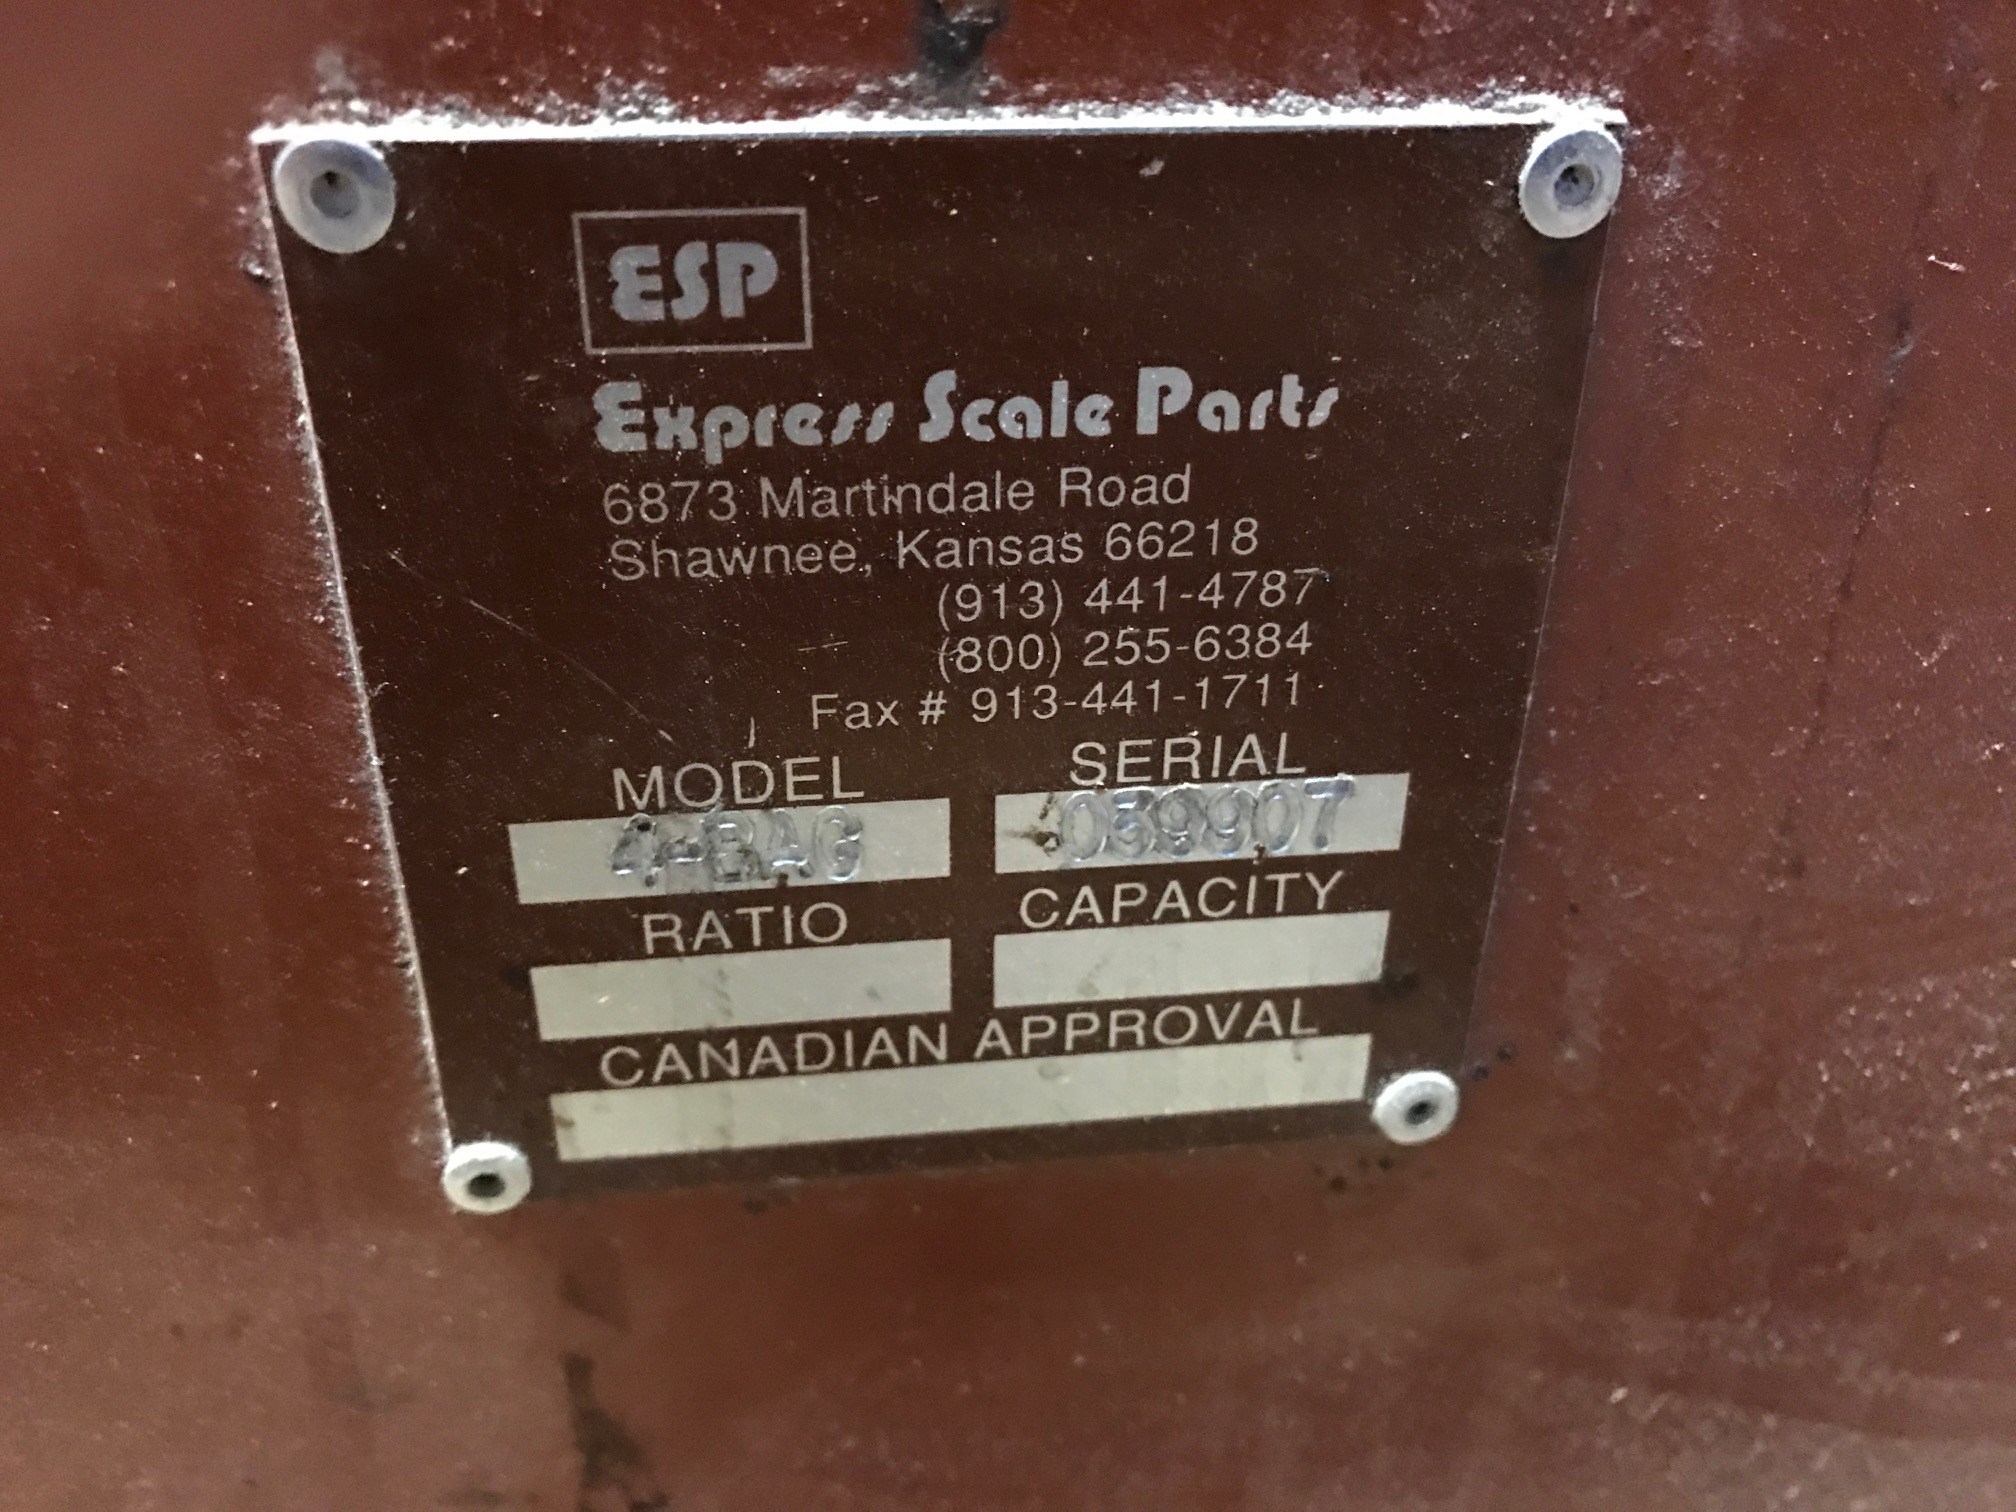 ESP
Express Scale Parts
6873 Martindale Road
Shawnee, Kansas 66218
(913) 441-4787
(800) 255-6384
Fax # 913-441-1711
MODEL SERIAL
4-BAG
RATIO CAPACITY
CANADIAN APPROVAL